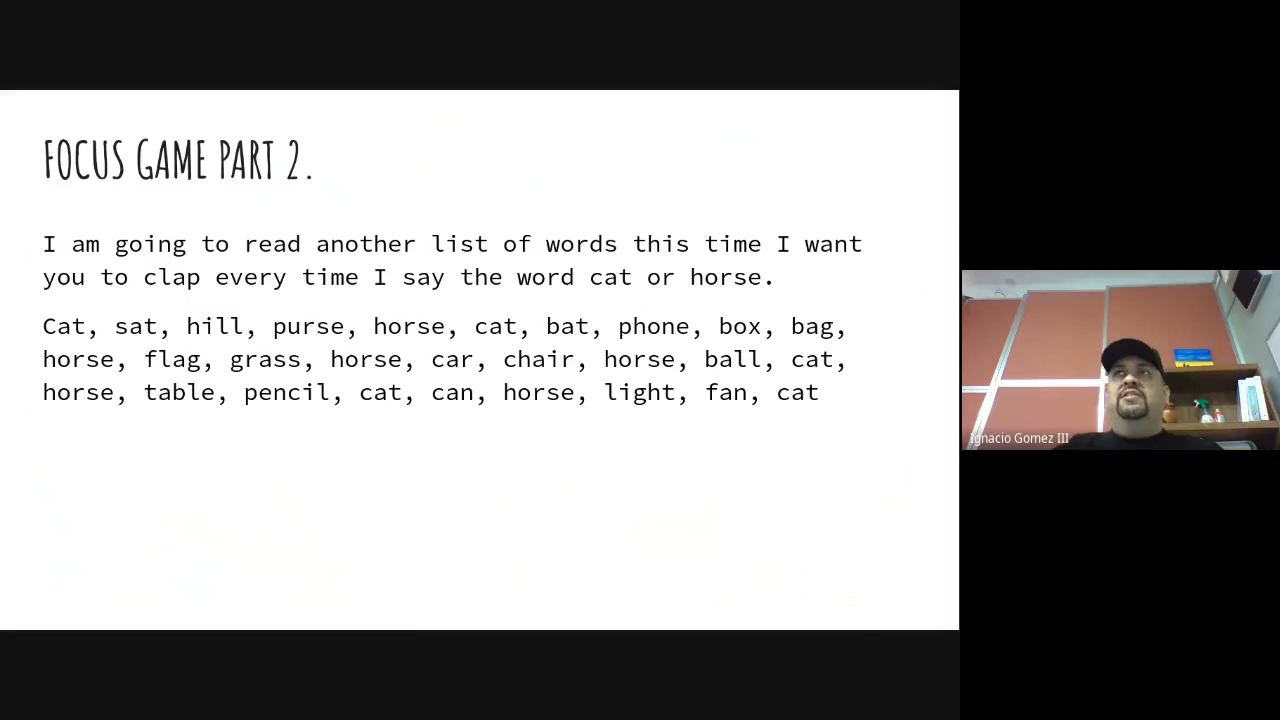 FOCUS GAME PART 2.
I am going to read another list of words this time I want
you to clap every time I say the word cat or horse.
Cat, sat, hill, purse, horse, cat, bat, phone, box, bag,
horse, flag, grass, horse, car, chair, horse, ball, cat,
horse, table, pencil, cat, can, horse, light, fan, cat
Ignacio Gomez III